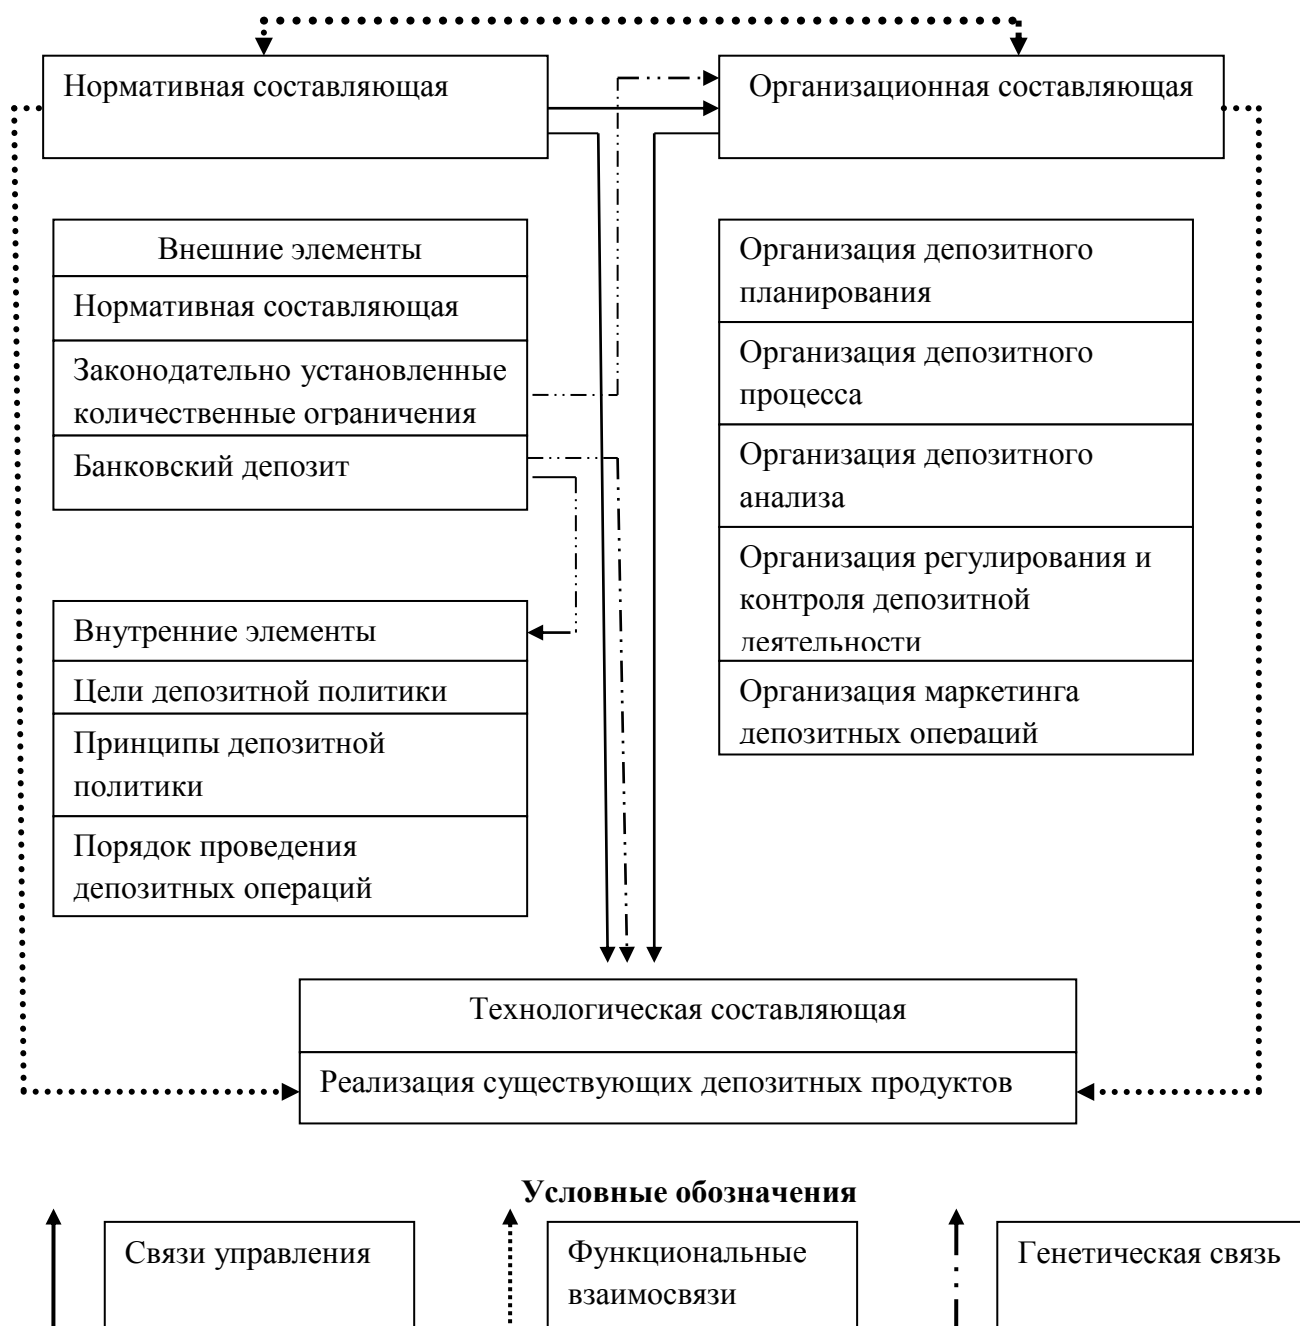 Нормативная составляющая
Организационная составляющая
Внешние элементы
Нормативная составляющая
Законодательно установленные
количественные ограничения
Банковский депозит
Внутренние элементы
Цели депозитной политики
Принципы депозитной
политики
Порядок проведения
депозитных операций
Организация депозитного
планирования
Организация депозитного
процесса
Организация депозитного
анализа
Организация регулирования и
контроля депозитной
деятельности
Организация маркетинга
депозитных операций
Технологическая составляющая
Реализация существующих депозитных продуктов
Условные обозначения
Связи управления
Функциональные
взаимосвязи
Генетическая связь